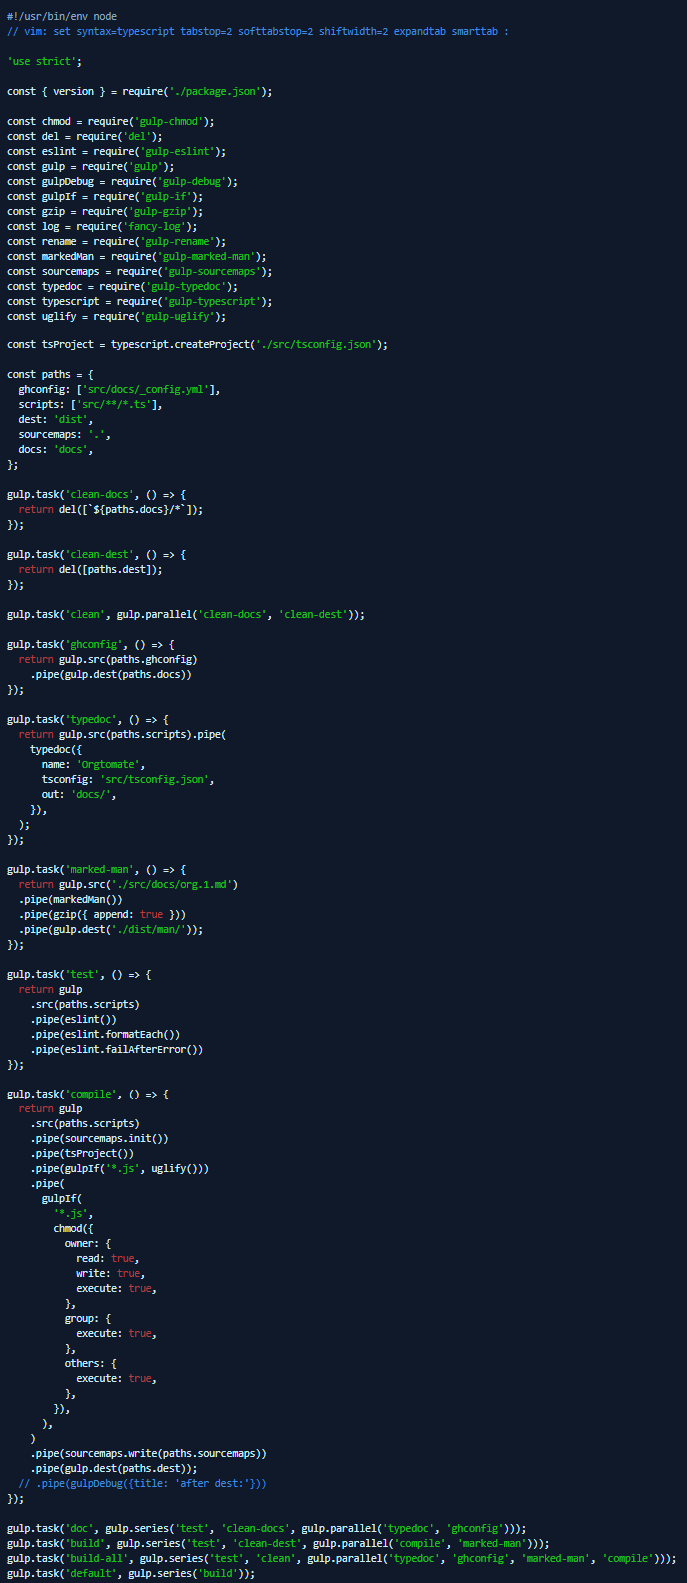 #!/usr/bin/env node
// vim: set syntax=typescript tabstop=2 softtabstop=2 shiftwidth=2 expandtab smarttab :

'use strict';

const { version } = require('./package.json');

const chmod = require('gulp-chmod');
const del = require('del');
const eslint = require('gulp-eslint');
const gulp = require('gulp');
const gulpDebug = require('gulp-debug');
const gulpIf = require('gulp-if');
const gzip = require('gulp-gzip');
const log = require('fancy-log');
const rename = require('gulp-rename');
const markedMan = require('gulp-marked-man');
const sourcemaps = require('gulp-sourcemaps');
const typedoc = require('gulp-typedoc');
const typescript = require('gulp-typescript');
const uglify = require('gulp-uglify');

const tsProject = typescript.createProject('./src/tsconfig.json');

const paths = {
  ghconfig: ['src/docs/_config.yml'],
  scripts: ['src/**/*.ts'],
  dest: 'dist',
  sourcemaps: '.',
  docs: 'docs',
};

gulp.task('clean-docs', () => {
  return del([`${paths.docs}/*`]);
});

gulp.task('clean-dest', () => {
  return del([paths.dest]);
});

gulp.task('clean', gulp.parallel('clean-docs', 'clean-dest'));

gulp.task('ghconfig', () => {
  return gulp.src(paths.ghconfig)
    .pipe(gulp.dest(paths.docs))
});

gulp.task('typedoc', () => {
  return gulp.src(paths.scripts).pipe(
    typedoc({
      name: 'Orgtomate',
      tsconfig: 'src/tsconfig.json',
      out: 'docs/',
    }),
  );
});

gulp.task('marked-man', () => {
  return gulp.src('./src/docs/org.1.md')
  .pipe(markedMan())
  .pipe(gzip({ append: true }))
  .pipe(gulp.dest('./dist/man/'));
});

gulp.task('test', () => {
  return gulp
    .src(paths.scripts)
    .pipe(eslint())
    .pipe(eslint.formatEach())
    .pipe(eslint.failAfterError())
});

gulp.task('compile', () => {
  return gulp
    .src(paths.scripts)
    .pipe(sourcemaps.init())
    .pipe(tsProject())
    .pipe(gulpIf('*.js', uglify()))
    .pipe(
      gulpIf(
        '*.js',
        chmod({
          owner: {
            read: true,
            write: true,
            execute: true,
          },
          group: {
            execute: true,
          },
          others: {
            execute: true,
          },
        }),
      ),
    )
    .pipe(sourcemaps.write(paths.sourcemaps))
    .pipe(gulp.dest(paths.dest));
  // .pipe(gulpDebug({title: 'after dest:'}))
});

gulp.task('doc', gulp.series('test', 'clean-docs', gulp.parallel('typedoc', 'ghconfig')));
gulp.task('build', gulp.series('test', 'clean-dest', gulp.parallel('compile', 'marked-man')));
gulp.task('build-all', gulp.series('test', 'clean', gulp.parallel('typedoc', 'ghconfig', 'marked-man', 'compile')));
gulp.task('default', gulp.series('build'));